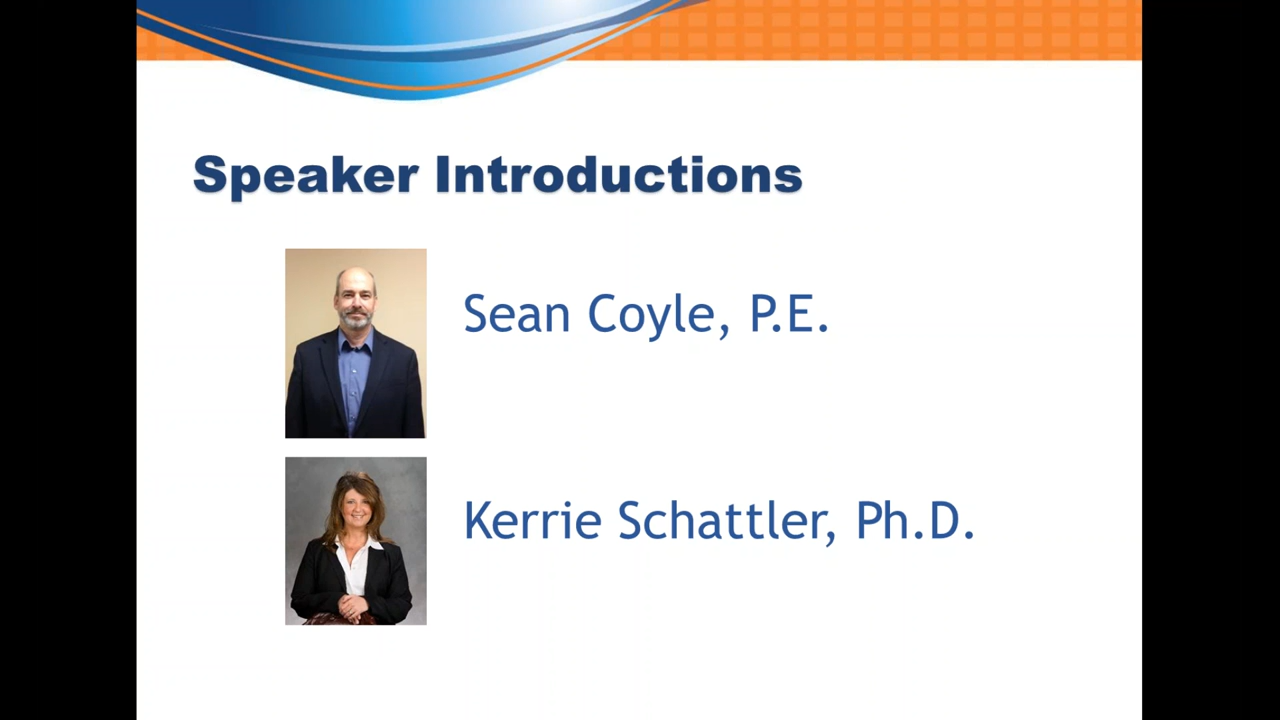 Speaker Introductions
Sean Coyle, P.E.
Kerrie Schattler, Ph.D.